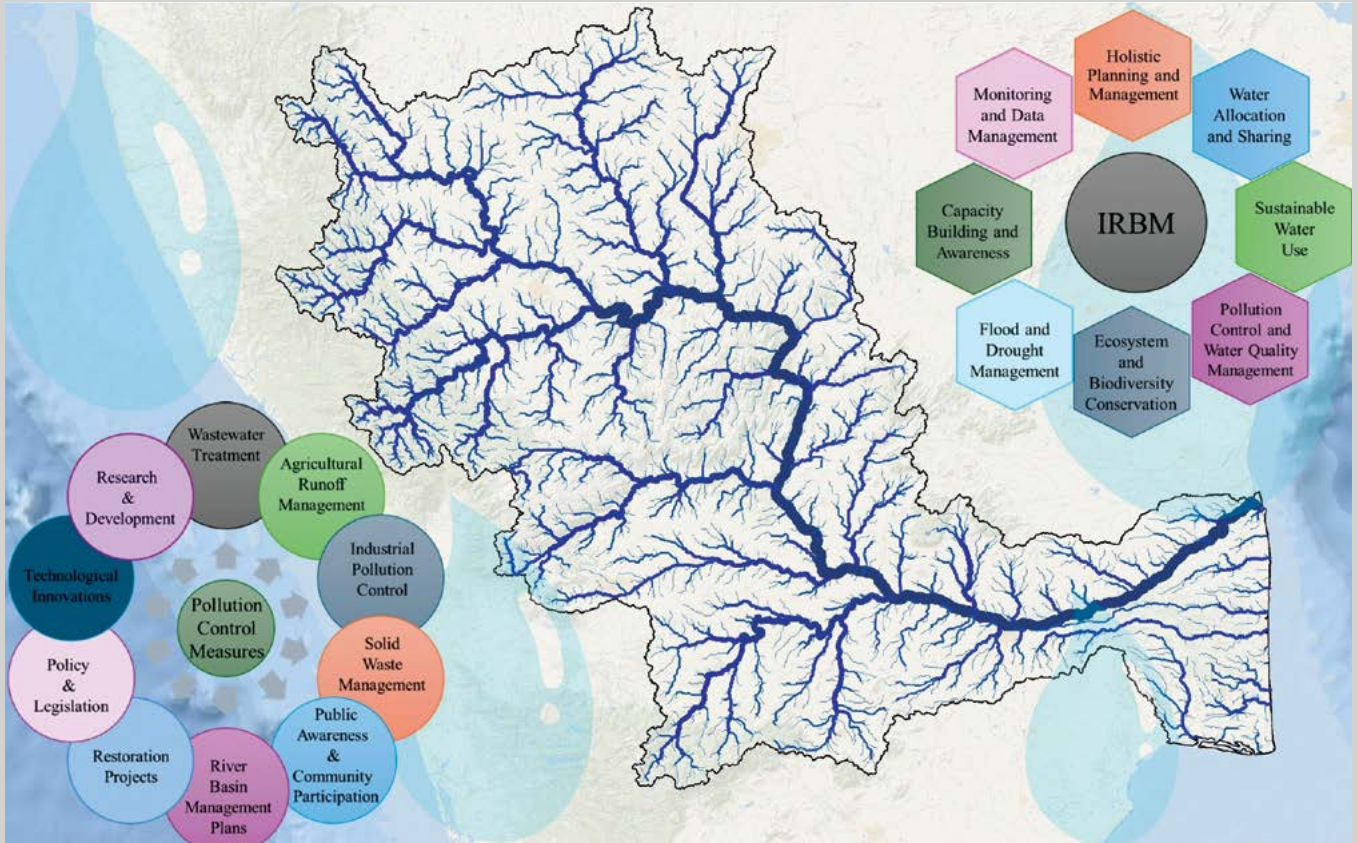 Holistic
Planning and
Management
Monitoring
and Data
Management
Water
Allocation
and Sharing
Capacity
Building and
Awareness
IRBM
Sustainable
Water
Use
Flood and
Drought
Management
Ecosystem
and
Biodiversity
Conservation
Pollution
Control and
Water Quality
Management
Wastewater
Treatment
Research
&
Development
Agricultural
Runoff
Management
Technological
Innovations
Industrial
Pollution
Control
Pollution
Control
Measures
Policy
&
Legislation
Solid
Waste
Management
Restoration
Projects
River
Basin
Management
Plans
Public
Awareness
&
Community
Participation